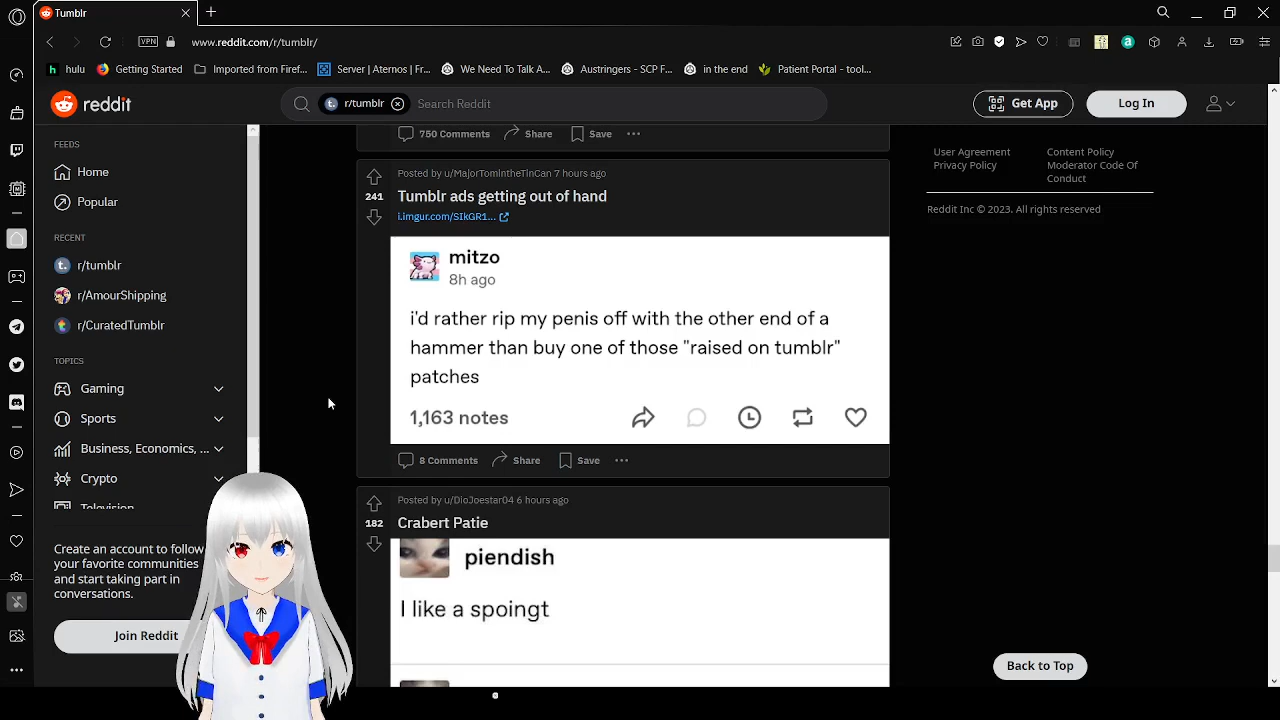 Tumblr
VPN
www.reddit.com/r/tumblr/
hulu
Getting Started
Imported from Firef...
Server | Aternos | Fr...
We Need To Talk A...
Austringers - SCP F...
in the end
Patient Portal - tool...
reddit
r/tumblr
Search Reddit
Get App
Log In
FEEDS
Home
Popular
RECENT
r/tumblr
r/AmourShipping
r/CuratedTumblr
TOPICS
Gaming
Sports
Business, Economics, ...
Crypto
Television
Create an account to follow
your favorite communities
and start taking part in
conversations.
Join Reddit
750 Comments
Share
Save
Posted by u/MajorTomIntheTinCan 7 hours ago
241
Tumblr ads getting out of hand
i.imgur.com/SIkGR1...
mitzo
8h ago
i'd rather rip my penis off with the other end of a
hammer than buy one of those "raised on tumblr"
patches
1,163 notes
8 Comments
Share
Save
Posted by u/DioJoestar04 6 hours ago
182
Crabert Patie
piendish
I like a spoingt
User Agreement
Privacy Policy
Content Policy
Moderator Code Of
Conduct
Reddit Inc © 2023. All rights reserved
Back to Top